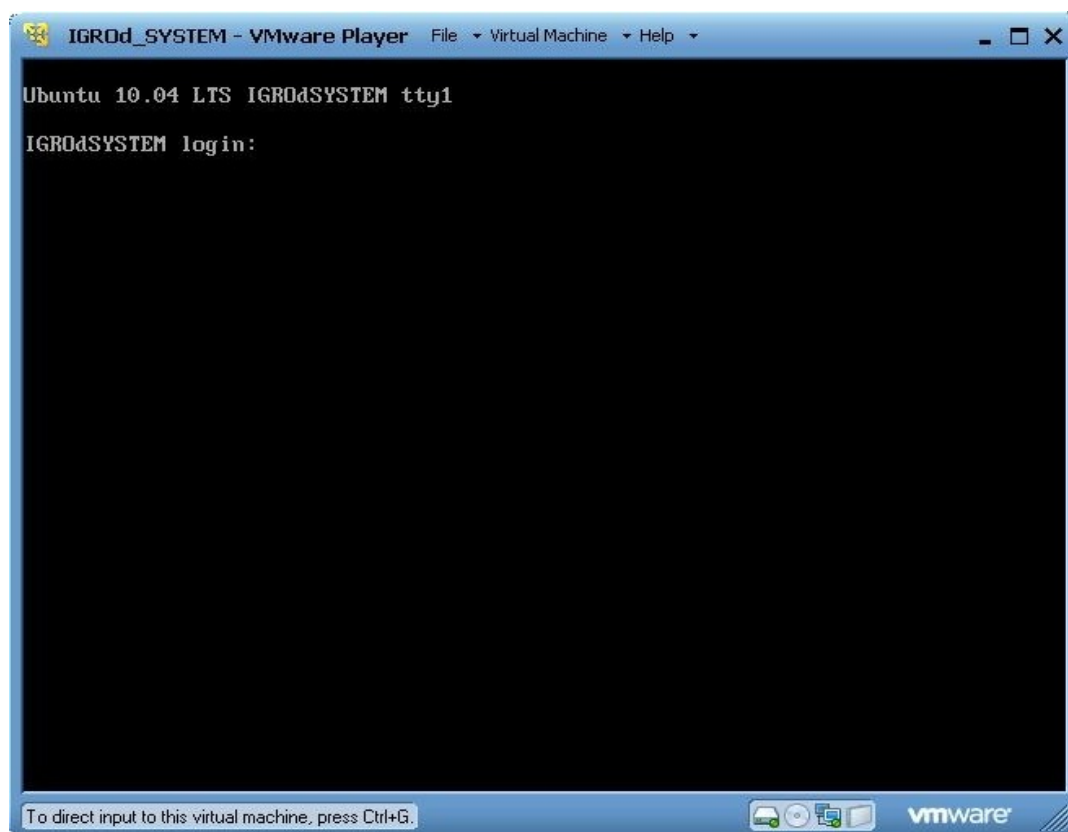 IGROd_SYSTEM - VMware Player File Virtual Machine Help
Ubuntu 10.04 LTS IGROdSYSTEM tty1
IGROdSYSTEM login:
To direct input to this virtual machine, press Ctrl+G.
vmware